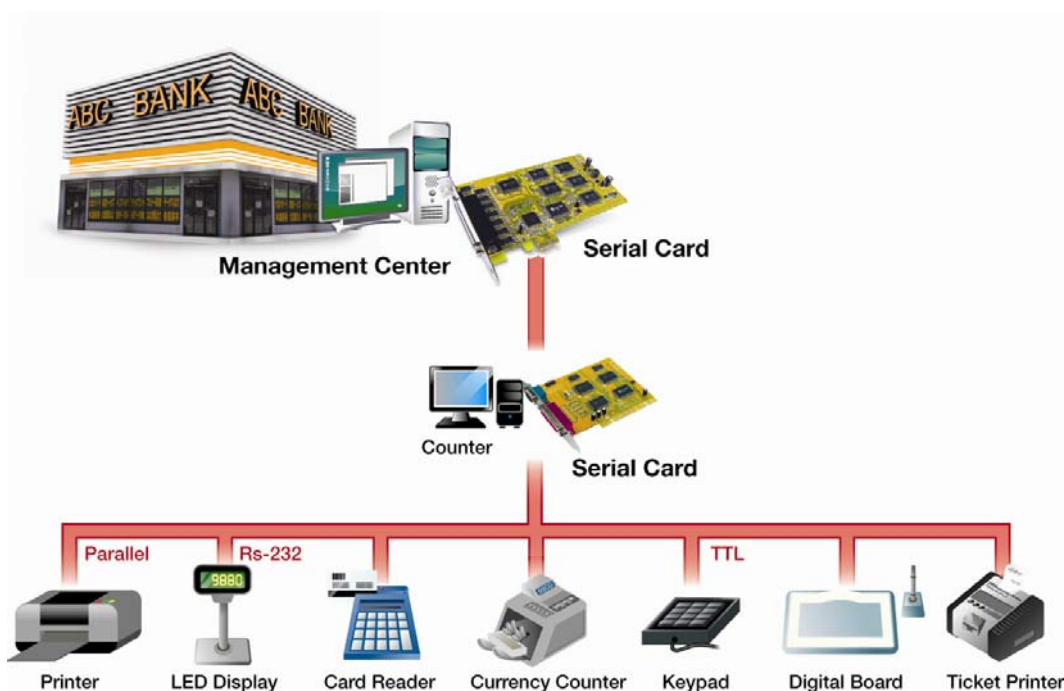 ABC BANK ABC BANK
Management Center
Serial Card
Counter
Serial Card
Parallel
Rs-232
TTL
9880
Printer
LED Display
Card Reader
Currency Counter
Keypad
Digital Board
Ticket Printer